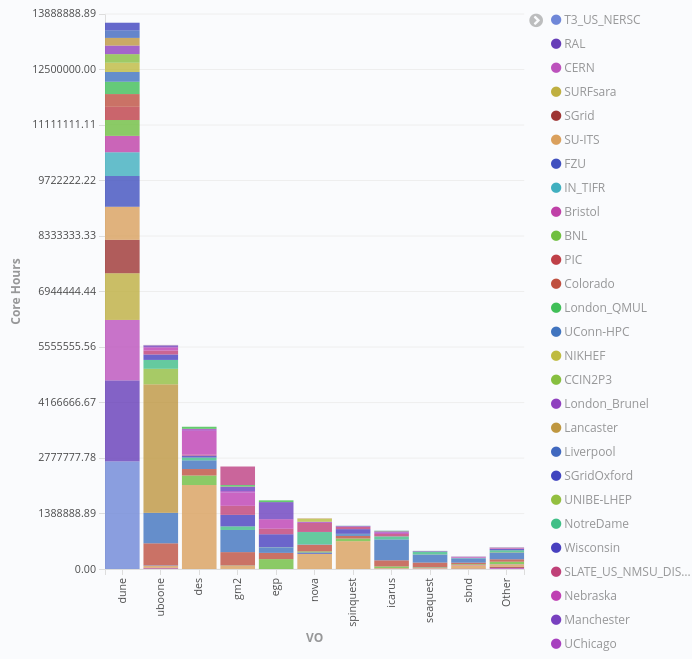 13888888.89
12500000.00
11111111.11
9722222.22
8333333.33
6944444.44
5555555.56
4166666.67
2777777.78
1388888.89
0.00
Core Hours
dune
uboone
des
gm2
egp
nova
spinquest
icarus
seaquest
sbnd
Other
VO
T3_US_NERSC
RAL
CERN
SURFsara
SGrid
SU-ITS
FZU
IN_TIFR
Bristol
BNL
PIC
Colorado
London_QMUL
UConn-HPC
NIKHEF
CCIN2P3
London_Brunel
Lancaster
Liverpool
SGridOxford
UNIBE-LHEP
NotreDame
Wisconsin
SLATE_US_NMSU_DIS...
Nebraska
Manchester
UChicago